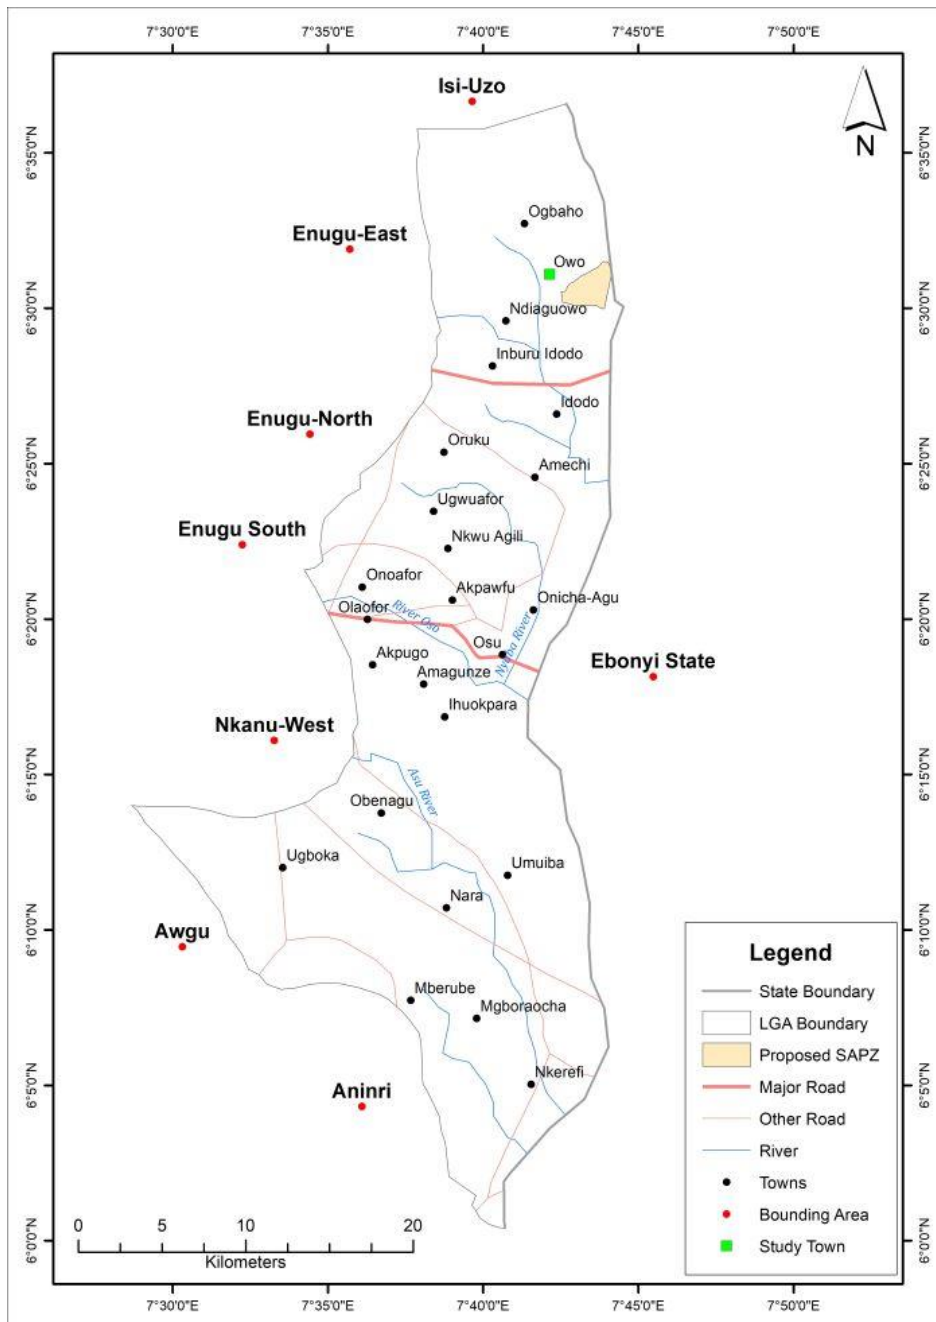 7°30'0"E 7°35'0"E 7°40'0"E 7°45'0"E 7°50'0"E
Isi-Uzo
N
6°35'0"N 6°35'0"N
Ogbaho
Enugu-East
Owo
6°30'0"N 6°30'0"N
Ndiaguowo
Inburu Idodo
Idodo
Enugu-North
Oruku
6°25'0"N 6°25'0"N
Amechi
Ugwuafor
Enugu South
Nkwu Agili
Onoafor
Akpawfu
Onicha-Agu
Olaofor
River Oso
6°20'0"N 6°20'0"N
Osu
Nyaba River
Akpugo
Ebonyi State
Amagunze
Ihuokpara
Nkanu-West
6°15'0"N 6°15'0"N
Asu River
Obenagu
Ugboka
Umuiba
Nara
Awgu
6°10'0"N 6°10'0"N
Mberube
Mgboraocha
Nkerefi
Aninri
6°5'0"N 6°5'0"N
6°0'0"N 6°0'0"N
Legend
State Boundary
LGA Boundary
Proposed SAPZ
Major Road
Other Road
River
Towns
Bounding Area
Study Town
0 5 10 20
Kilometers
7°30'0"E 7°35'0"E 7°40'0"E 7°45'0"E 7°50'0"E